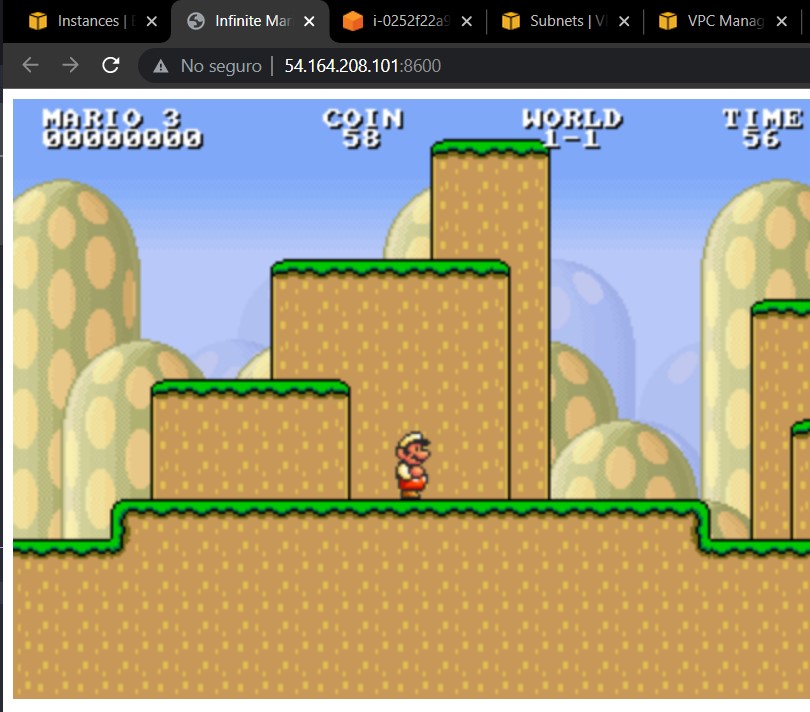 Instances | E
Infinite Mar
i-0252f22a9
Subnets | V
VPC Manag
No seguro
54.164.208.101:8600
MARIO 3 COIN WORLD TIME
00000000 58 1-1 56